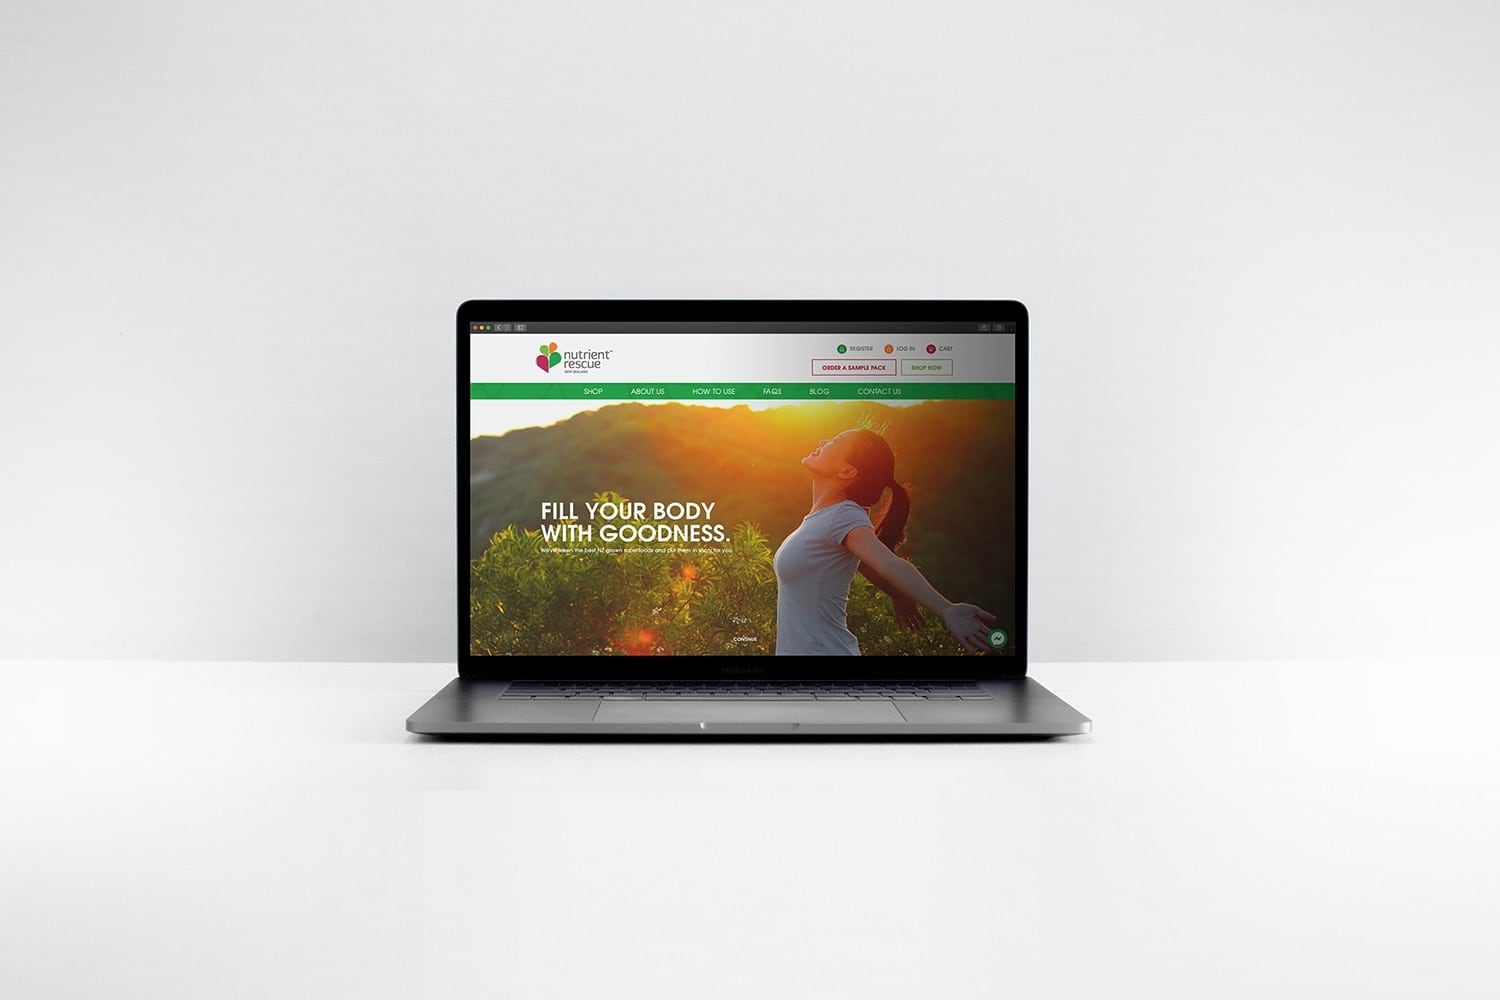 nutrient™
rescue
NEW ZEALAND
REGISTER
LOG IN
CART
ORDER A SAMPLE PACK
SHOP NOW
SHOP
ABOUT US
HOW TO USE
FAQS
BLOG
CONTACT US
FILL YOUR BODY
WITH GOODNESS.
We've taken the best NZ grown superfoods and put them in shots for you.
CONTINUE
MacBook Pro